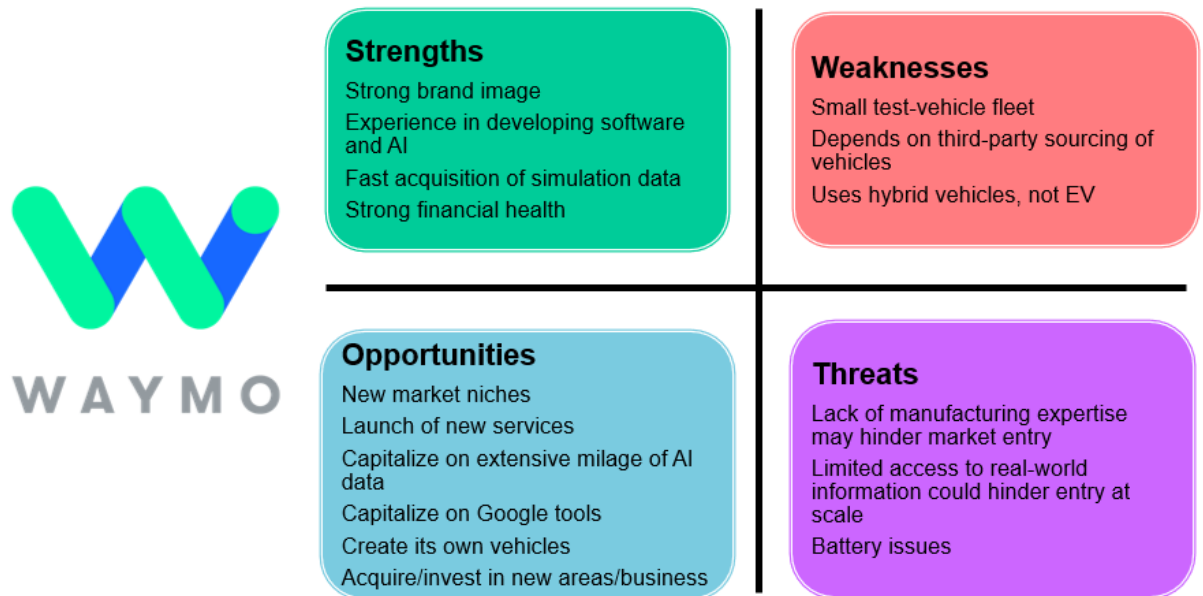 Strengths
Strong brand image
Experience in developing software
and AI
Fast acquisition of simulation data
Strong financial health
Weaknesses
Small test-vehicle fleet
Depends on third-party sourcing of
vehicles
Uses hybrid vehicles, not EV
WAYMO
Opportunities
New market niches
Launch of new services
Capitalize on extensive milage of AI
data
Capitalize on Google tools
Create its own vehicles
Acquire/invest in new areas/business
Threats
Lack of manufacturing expertise
may hinder market entry
Limited access to real-world
information could hinder entry at
scale
Battery issues